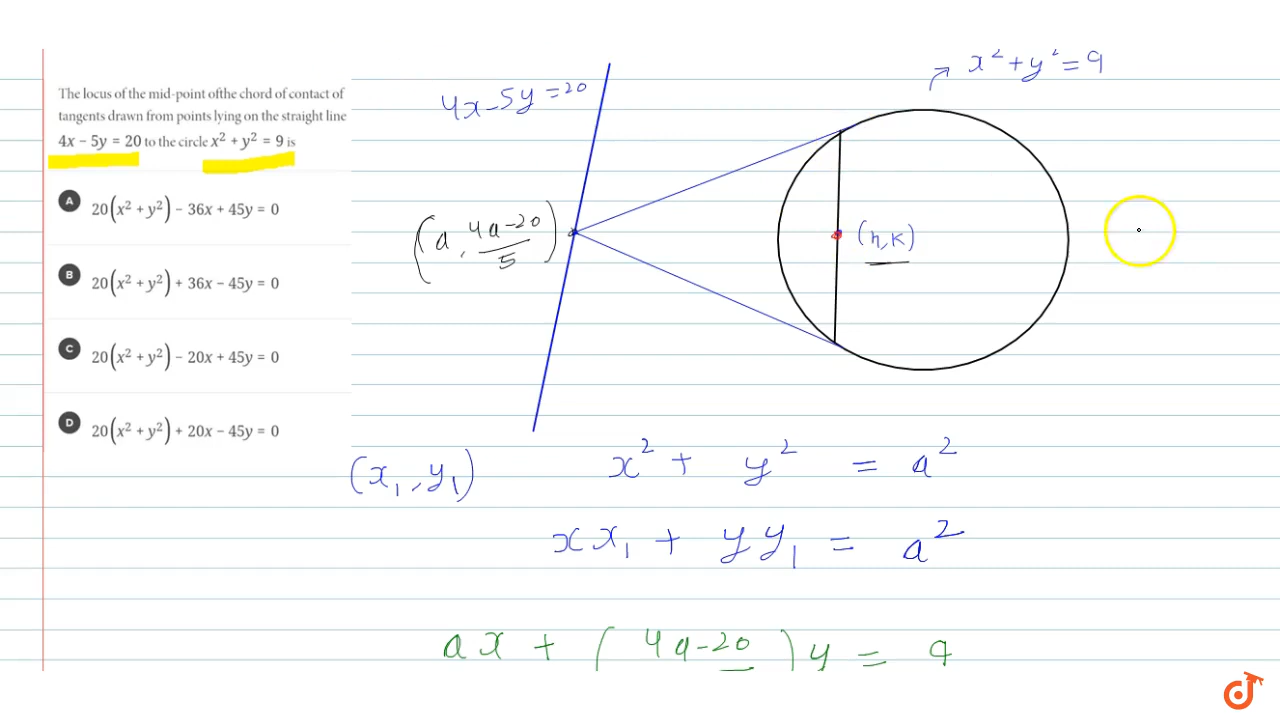 The locus of the mid-point ofthe chord of contact of
tangents drawn from points lying on the straight line
4x − 5y = 20 to the circle x² + y² = 9 is
A 20(x² + y²) − 36x + 45y = 0
B 20(x² + y²) + 36x − 45y = 0
C 20(x² + y²) − 20x + 45y = 0
D 20(x² + y²) + 20x − 45y = 0
4x − 5y = 20
x² + y² = 9
(a, (4a−20)/5)
(h, k)
(x₁, y₁)
x² + y² = a²
xx₁ + yy₁ = a²
ax + (4a−20)y = 9